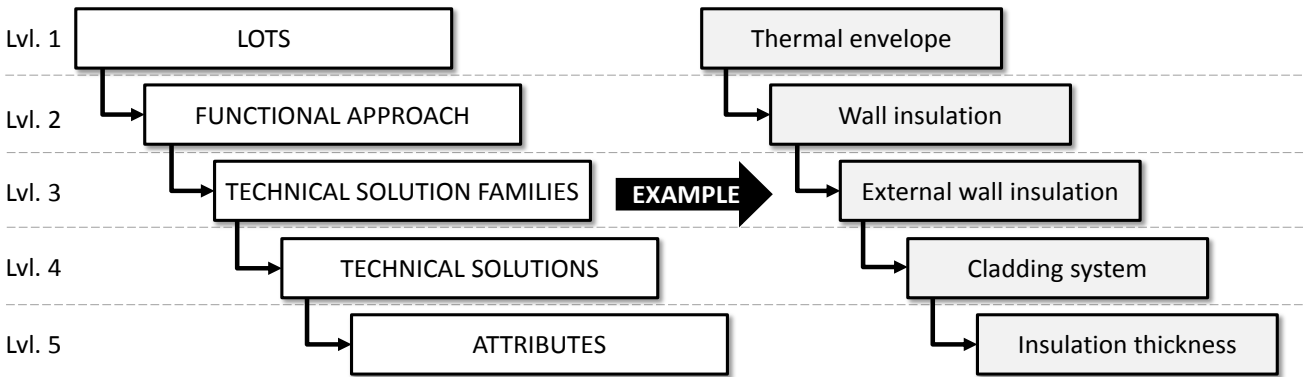 Lvl. 1 LOTS Thermal envelope
Lvl. 2 FUNCTIONAL APPROACH Wall insulation
Lvl. 3 TECHNICAL SOLUTION FAMILIES EXAMPLE External wall insulation
Lvl. 4 TECHNICAL SOLUTIONS Cladding system
Lvl. 5 ATTRIBUTES Insulation thickness